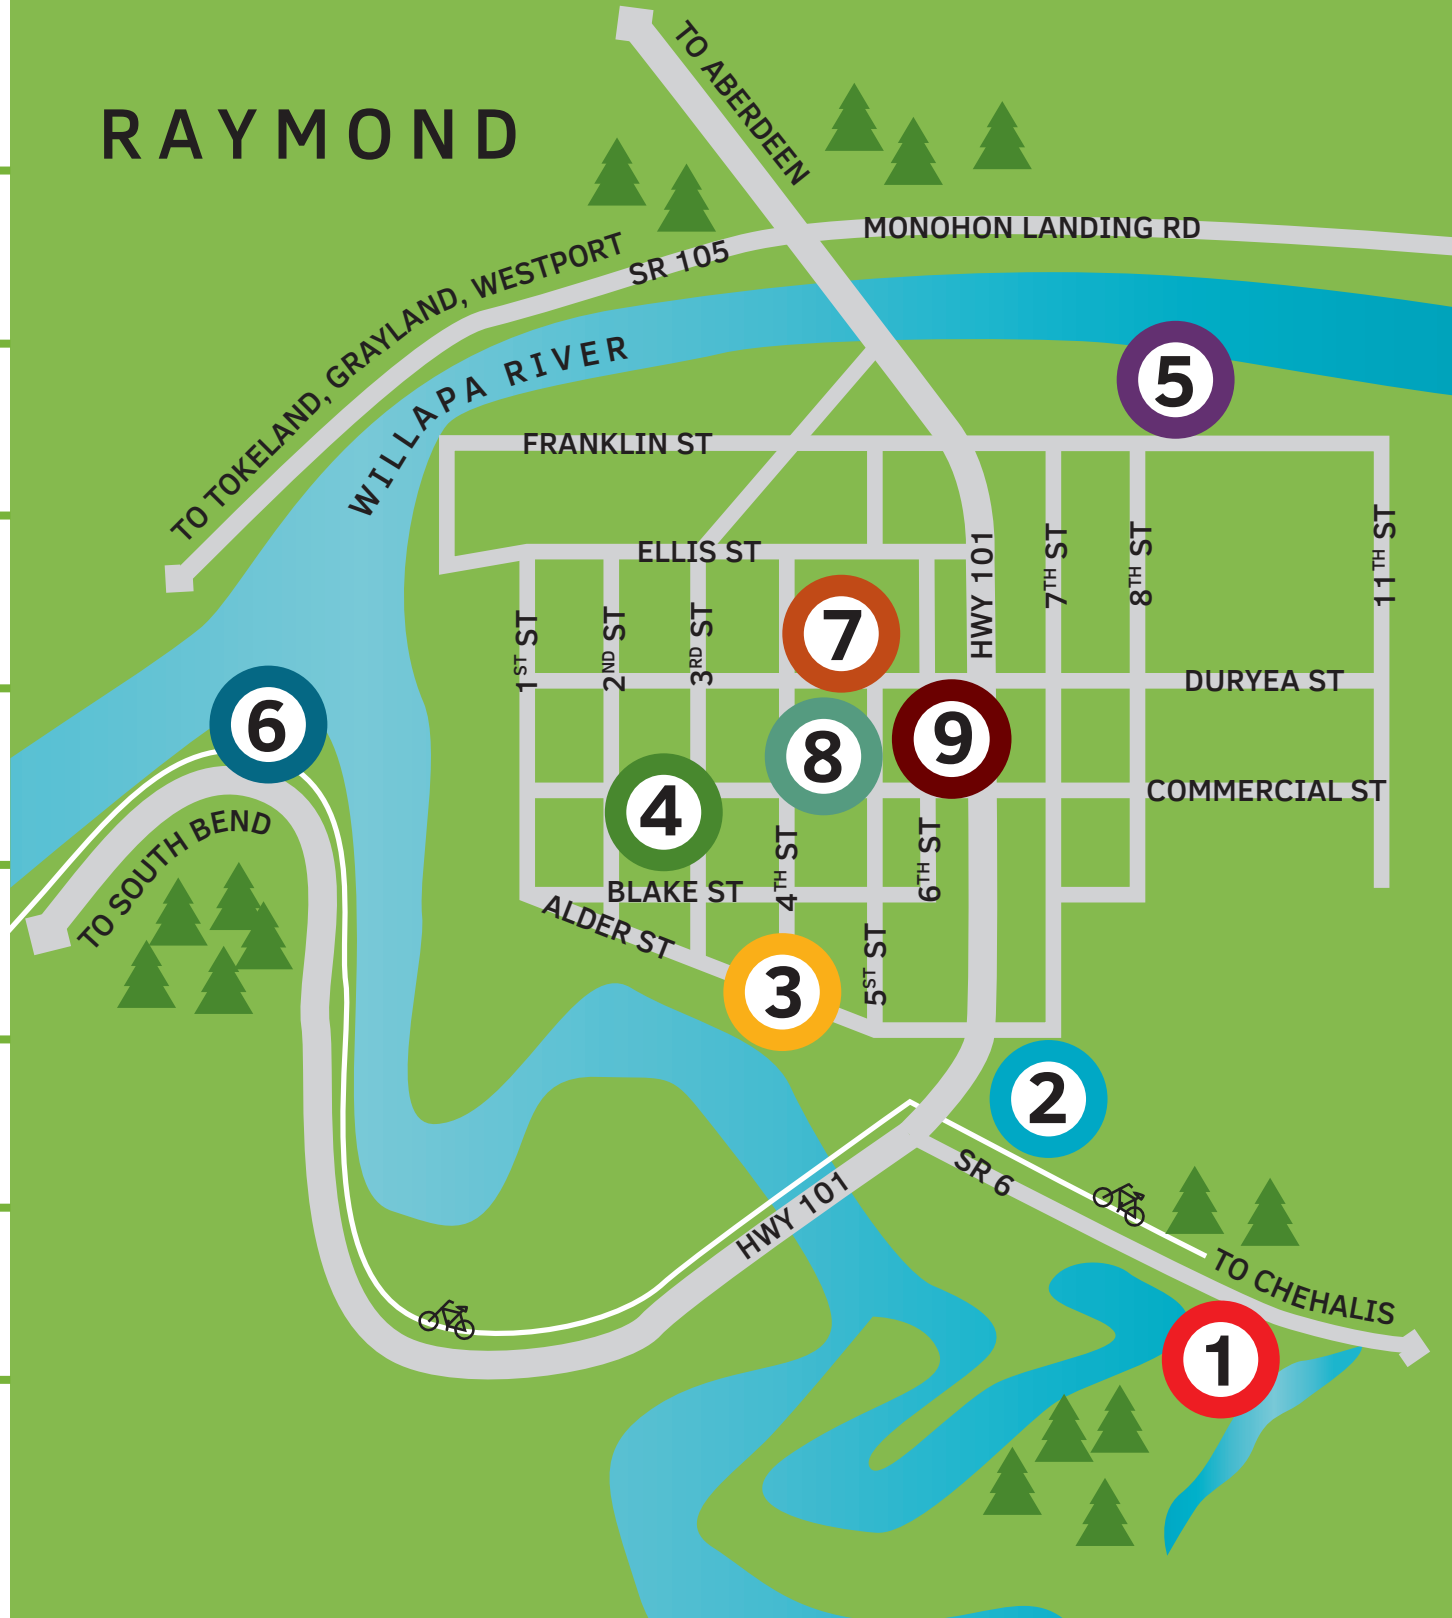 RAYMOND
TO ABERDEEN
MONOHON LANDING RD
SR 105
TO TOKELAND, GRAYLAND, WESTPORT
WILLAPA RIVER
5
FRANKLIN ST
ELLIS ST
HWY 101
7TH ST
8TH ST
11TH ST
1ST ST
2ND ST
3RD ST
7
DURYEA ST
6
8
9
4
COMMERCIAL ST
TO SOUTH BEND
BLAKE ST
4TH ST
6TH ST
ALDER ST
5ST ST
3
2
SR 6
HWY 101
TO CHEHALIS
1